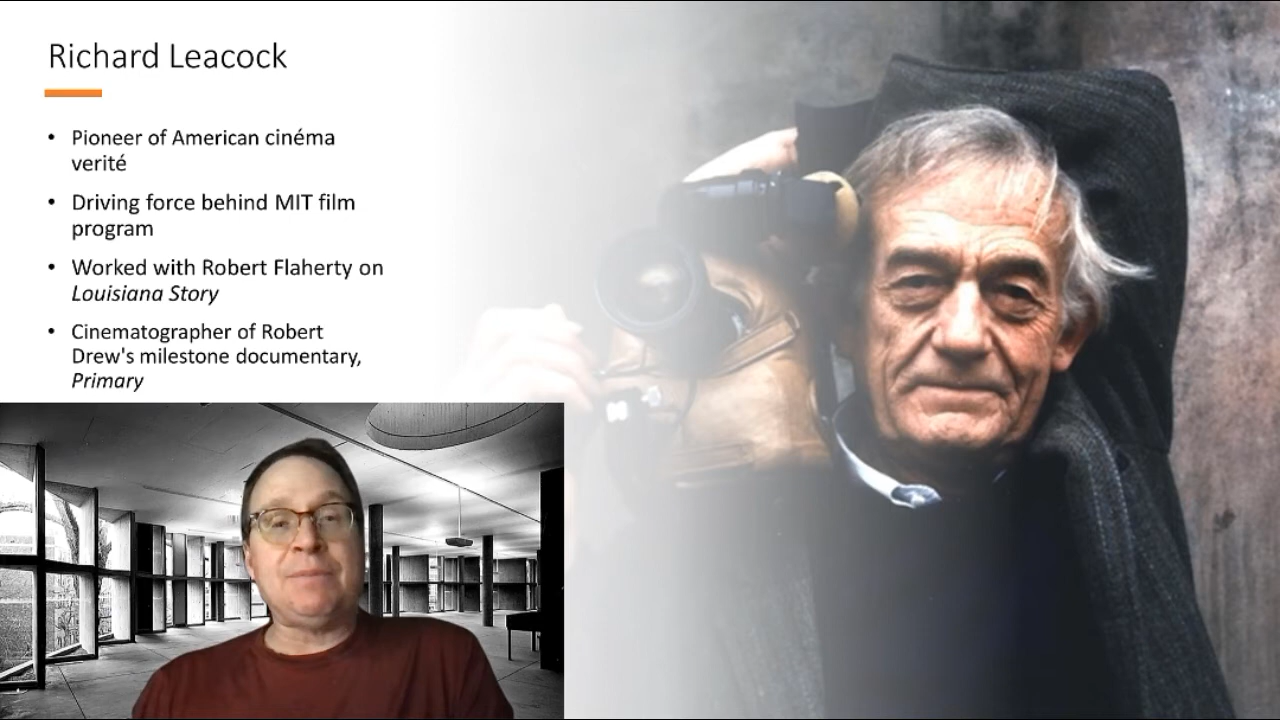 Richard Leacock
• Pioneer of American cinéma
verité
• Driving force behind MIT film
program
• Worked with Robert Flaherty on
Louisiana Story
• Cinematographer of Robert
Drew's milestone documentary,
Primary